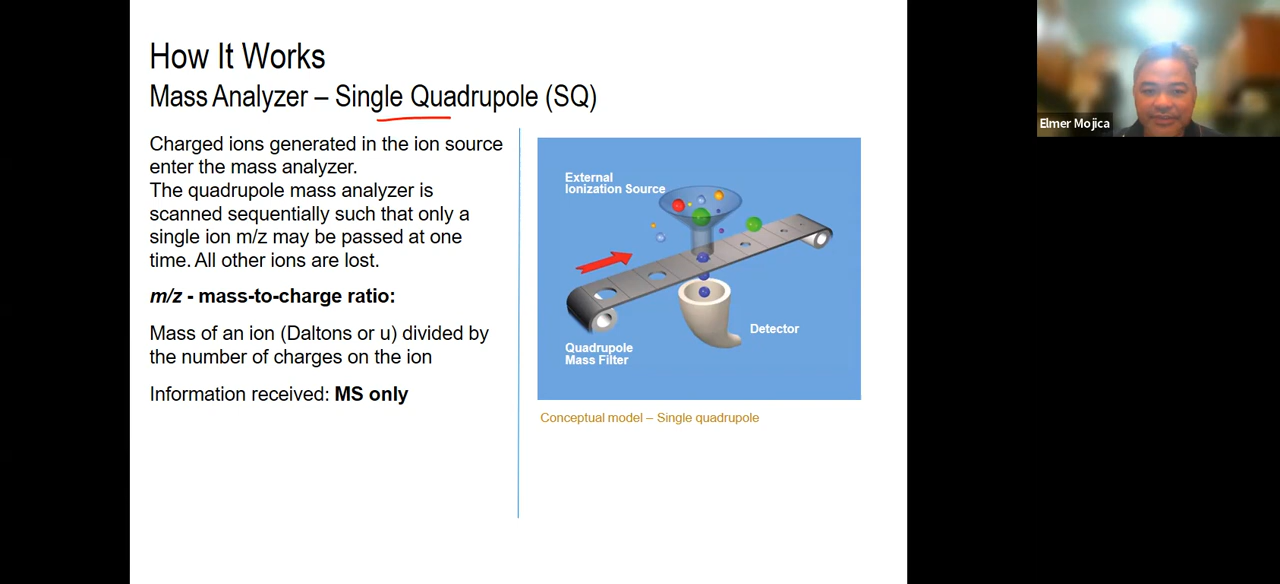 How It Works
Mass Analyzer – Single Quadrupole (SQ)
Charged ions generated in the ion source
enter the mass analyzer.
The quadrupole mass analyzer is
scanned sequentially such that only a
single ion m/z may be passed at one
time. All other ions are lost.
m/z - mass-to-charge ratio:
Mass of an ion (Daltons or u) divided by
the number of charges on the ion
Information received: MS only
External
Ionization Source
Detector
Quadrupole
Mass Filter
Conceptual model – Single quadrupole
Elmer Mojica